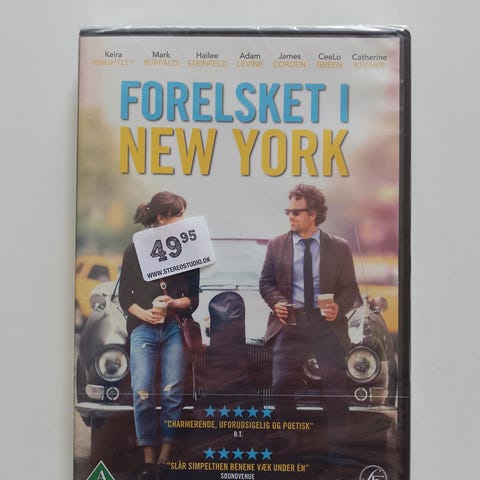 Keira Mark Hailee Adam James CeeLo Catherine
KNIGHTLEY RUFFALO STEINFELD LEVINE CORDEN GREEN KEENER
FORELSKET I
NEW YORK
49 95
WWW.STEREOSTUDIO.DK
"CHARMERENDE, UFORUDSIGELIG OG POETISK"
B.T.
"SLÅR SIMPELTHEN BENENE VÆK UNDER ÉN"
SOUNDVENUE
A